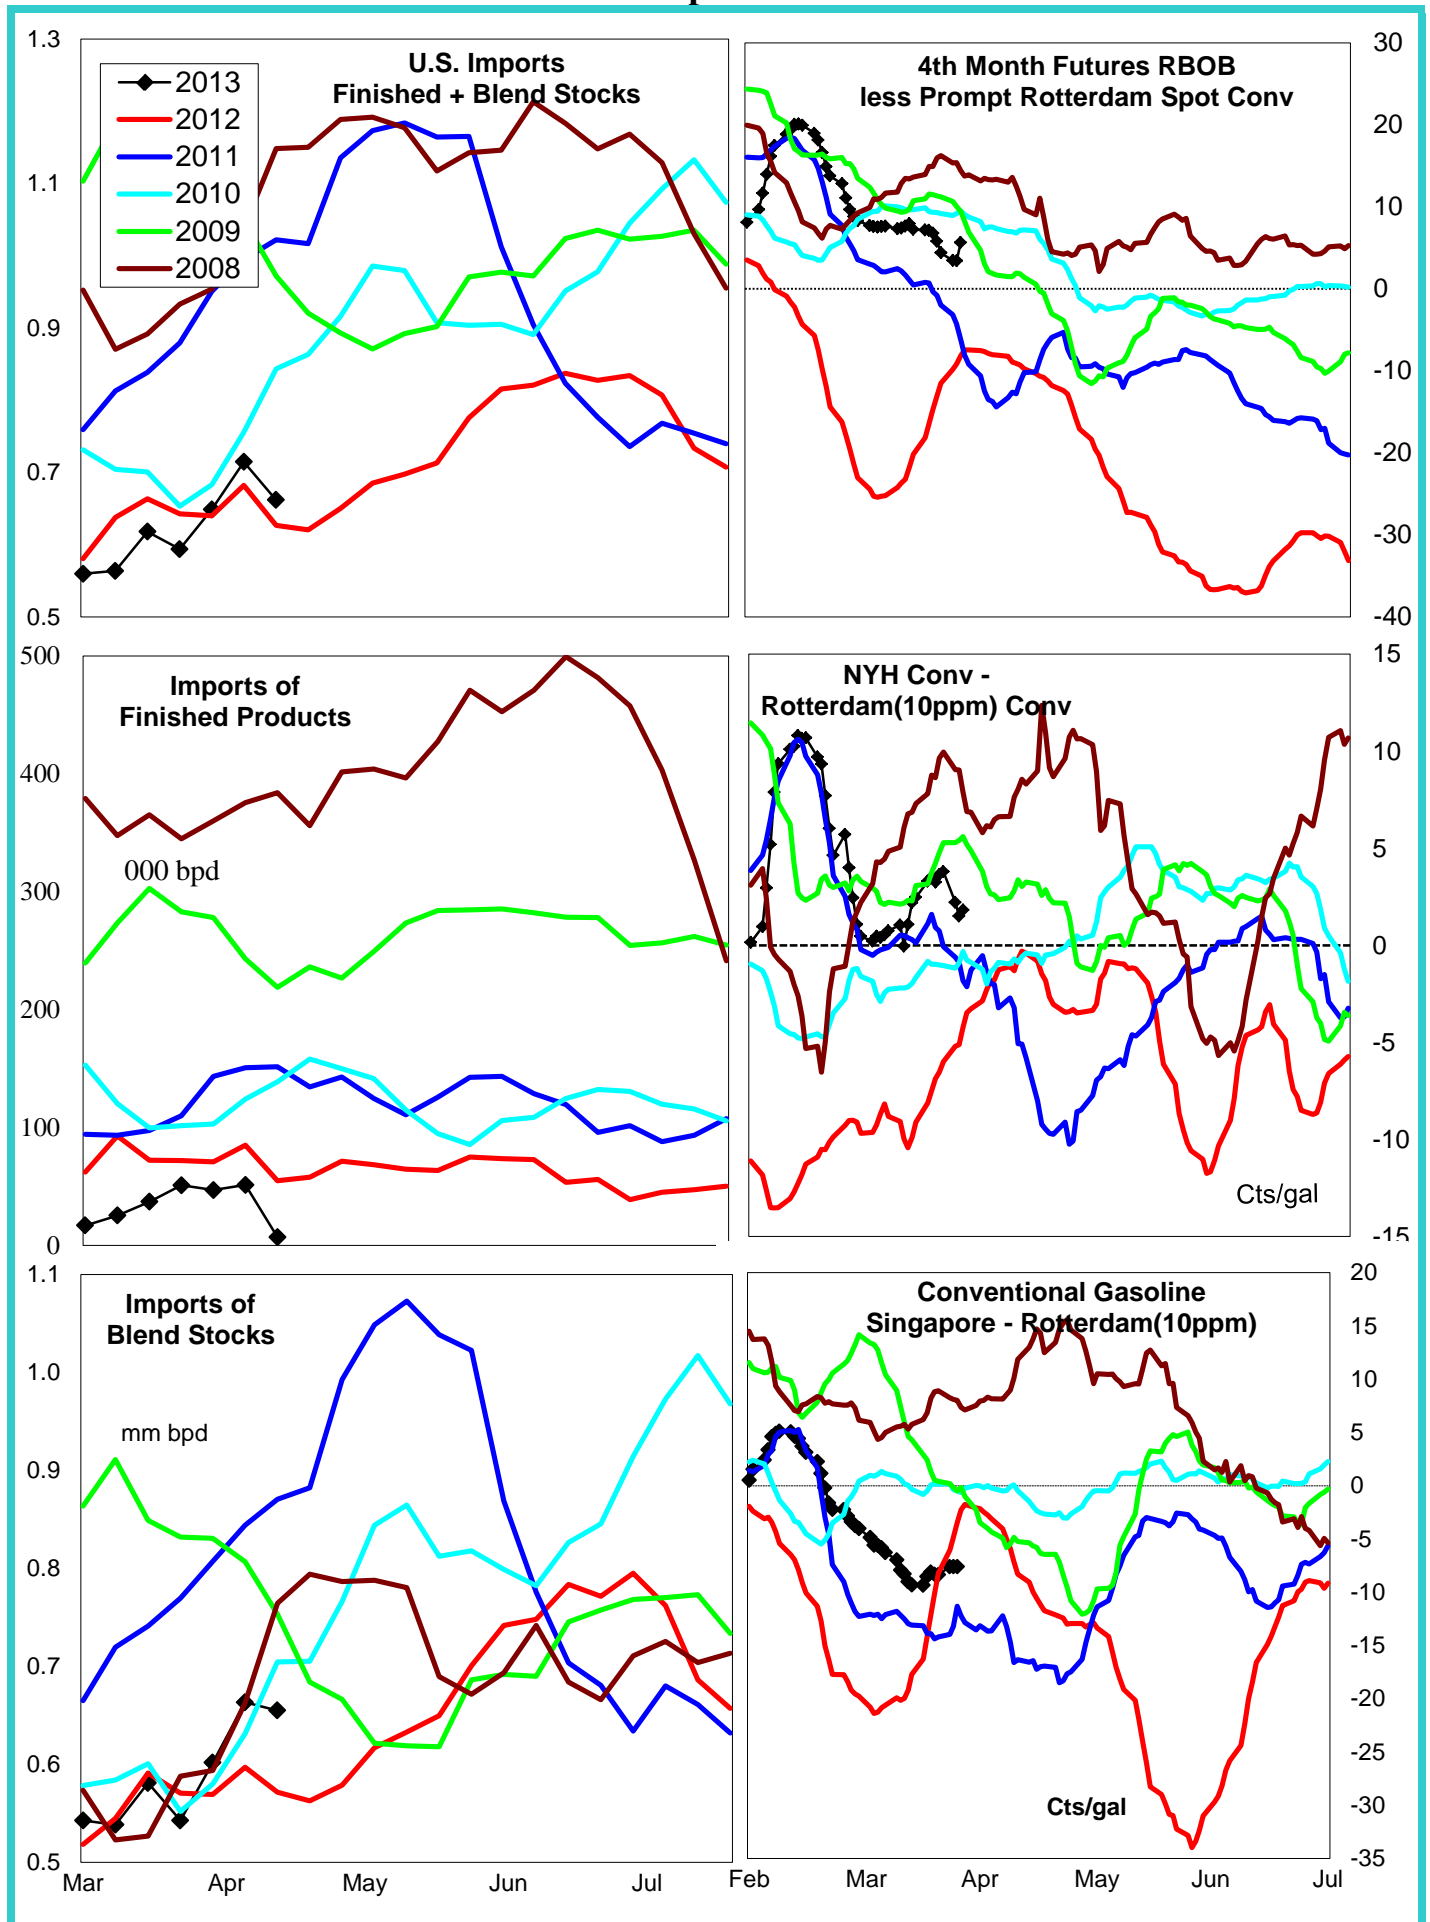 1.3
1.1
0.9
0.7
0.5
U.S. Imports
Finished + Blend Stocks
2013
2012
2011
2010
2009
2008
4th Month Futures RBOB
less Prompt Rotterdam Spot Conv
30
20
10
0
-10
-20
-30
-40
500
400
300
200
100
0
Imports of
Finished Products
000 bpd
NYH Conv -
Rotterdam(10ppm) Conv
Cts/gal
15
10
5
0
-5
-10
-15
1.1
1.0
0.9
0.8
0.7
0.6
0.5
Imports of
Blend Stocks
mm bpd
Mar Apr May Jun Jul
Conventional Gasoline
Singapore - Rotterdam(10ppm)
Cts/gal
20
15
10
5
0
-5
-10
-15
-20
-25
-30
-35
Feb Mar Apr May Jun Jul